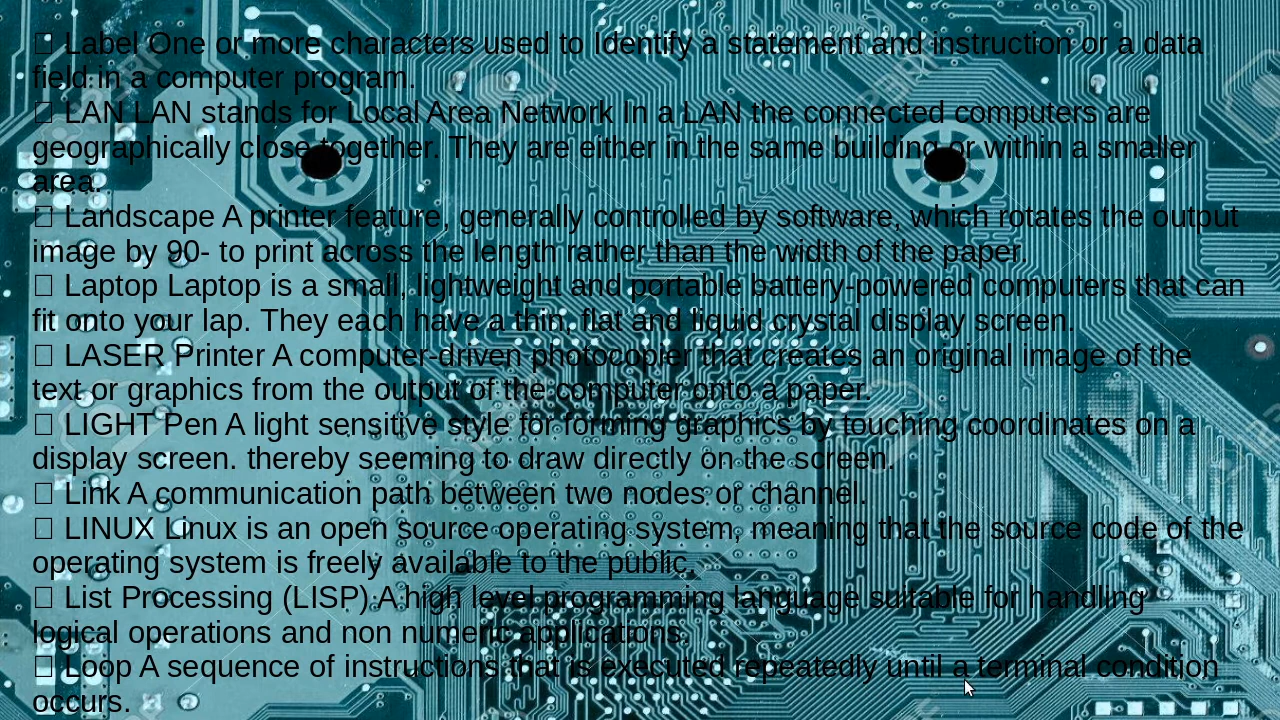 □ Label One or more characters used to Identify a statement and instruction or a data
field in a computer program.
□ LAN LAN stands for Local Area Network In a LAN the connected computers are
geographically close together. They are either in the same building or within a smaller
area.
□ Landscape A printer feature, generally controlled by software, which rotates the output
image by 90- to print across the length rather than the width of the paper.
□ Laptop Laptop is a small, lightweight and portable battery-powered computers that can
fit onto your lap. They each have a thin, flat and liquid crystal display screen.
□ LASER Printer A computer-driven photocopier that creates an original image of the
text or graphics from the output of the computer onto a paper.
□ LIGHT Pen A light sensitive style for forming graphics by touching coordinates on a
display screen. thereby seeming to draw directly on the screen.
□ Link A communication path between two nodes or channel.
□ LINUX Linux is an open source operating system, meaning that the source code of the
operating system is freely available to the public.
□ List Processing (LISP) A high level programming language suitable for handling
logical operations and non numeric applications.
□ Loop A sequence of instructions that is executed repeatedly until a terminal condition
occurs.